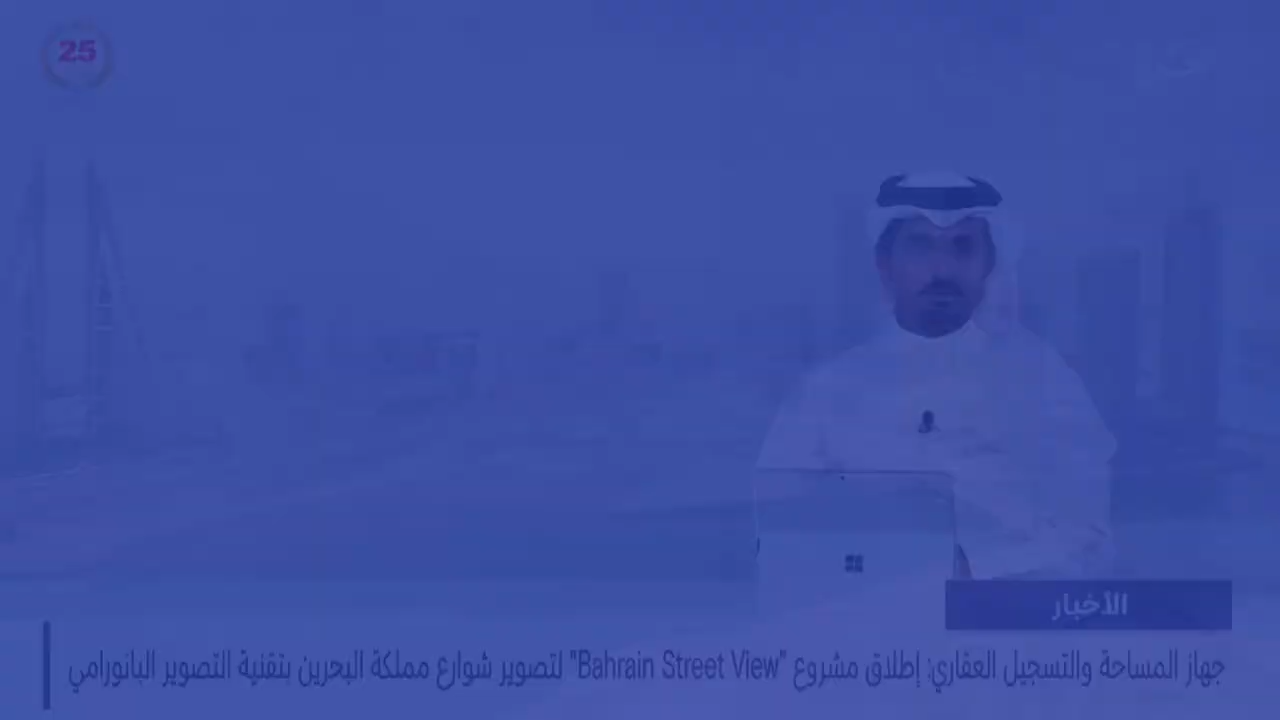 25
الأخبار
جهاز المساحة والتسجيل العقاري: إطلاق مشروع "Bahrain Street View" لتصوير شوارع مملكة البحرين بتقنية التصوير البانورامي